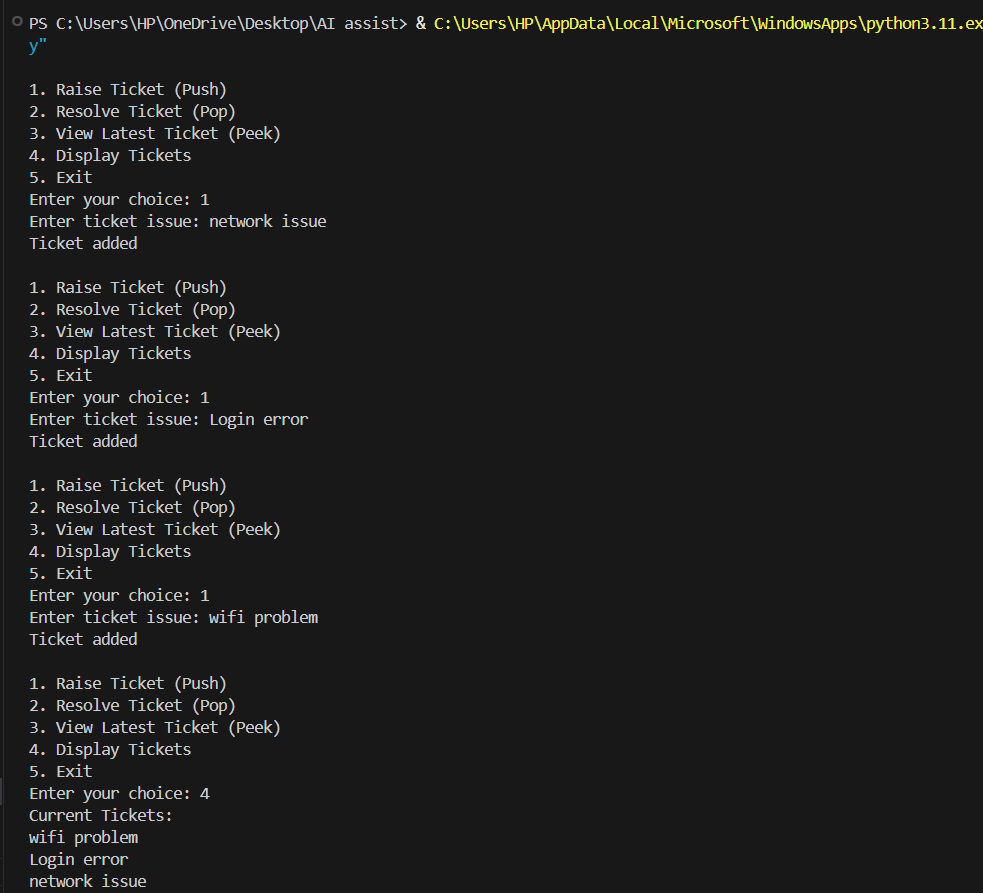 PS C:\Users\HP\OneDrive\Desktop\AI assist> & C:\Users\HP\AppData\Local\Microsoft\WindowsApps\python3.11.ex
y"
1. Raise Ticket (Push)
2. Resolve Ticket (Pop)
3. View Latest Ticket (Peek)
4. Display Tickets
5. Exit
Enter your choice: 1
Enter ticket issue: network issue
Ticket added
1. Raise Ticket (Push)
2. Resolve Ticket (Pop)
3. View Latest Ticket (Peek)
4. Display Tickets
5. Exit
Enter your choice: 1
Enter ticket issue: Login error
Ticket added
1. Raise Ticket (Push)
2. Resolve Ticket (Pop)
3. View Latest Ticket (Peek)
4. Display Tickets
5. Exit
Enter your choice: 1
Enter ticket issue: wifi problem
Ticket added
1. Raise Ticket (Push)
2. Resolve Ticket (Pop)
3. View Latest Ticket (Peek)
4. Display Tickets
5. Exit
Enter your choice: 4
Current Tickets:
wifi problem
Login error
network issue